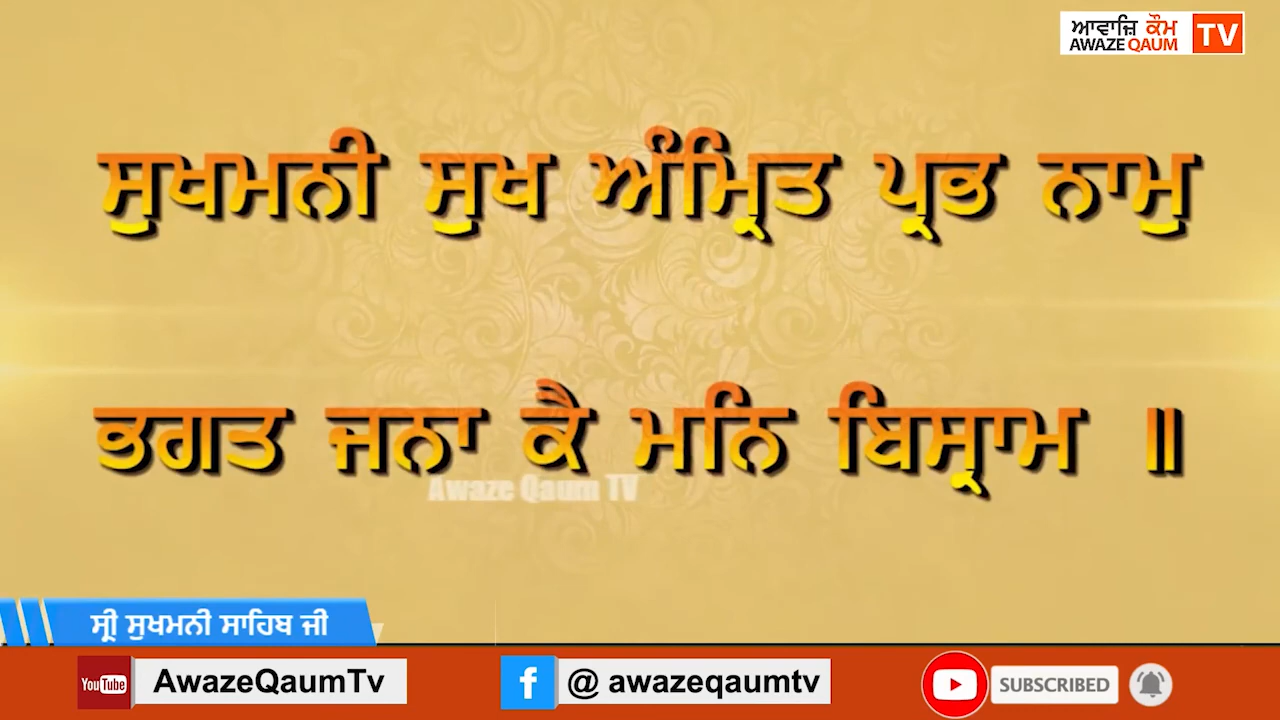 ਆਵਾਜ਼ਿ ਕੌਮ
AWAZE QAUM TV
ਸੁਖਮਨੀ ਸੁਖ ਅੰਮ੍ਰਿਤ ਪ੍ਰਭ ਨਾਮੁ
ਭਗਤ ਜਨਾ ਕੈ ਮਨਿ ਬਿਸ੍ਰਾਮ ॥
Awaze Qaum TV
ਸ੍ਰੀ ਸੁਖਮਨੀ ਸਾਹਿਬ ਜੀ
YouTube AwazeQaumTv f @ awazeqaumtv SUBSCRIBED